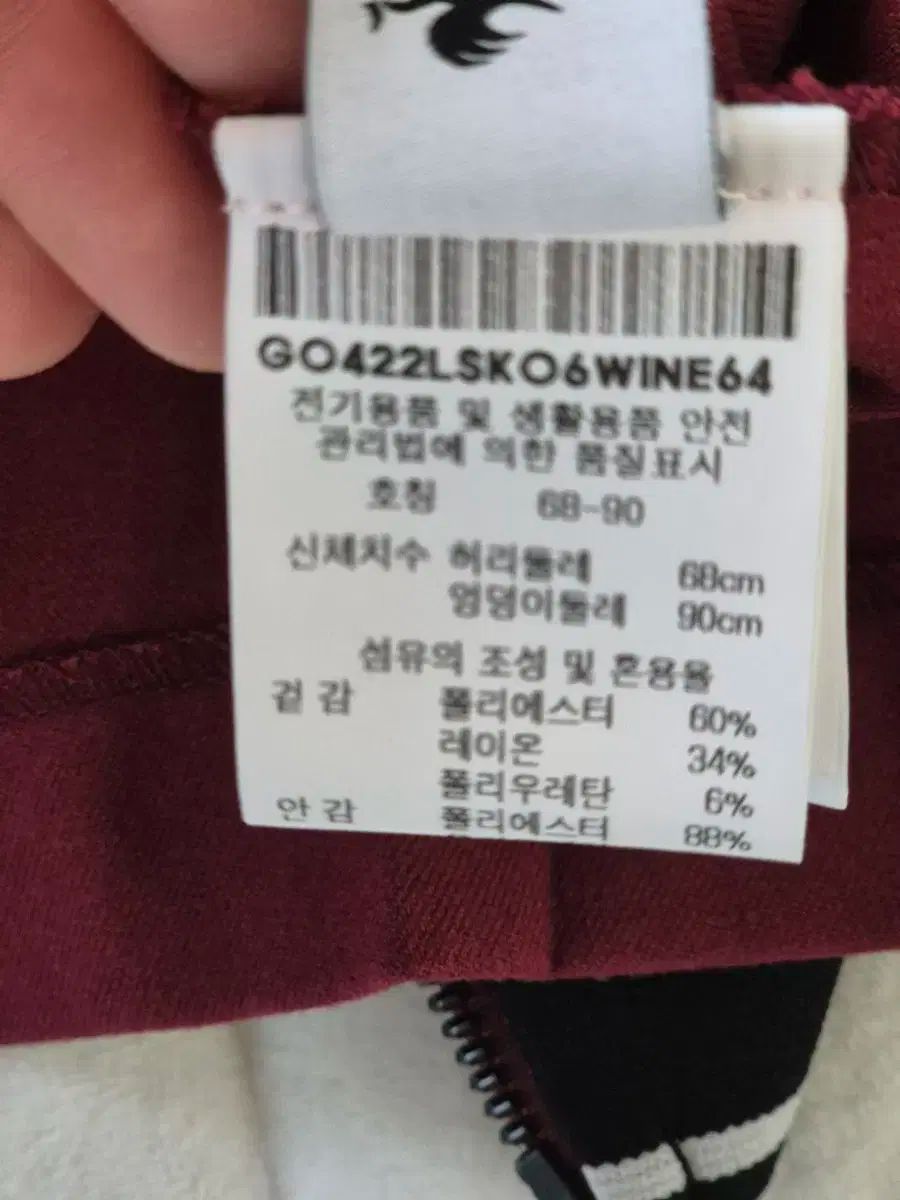 GO422LSKO6WINE64
전기용품 및 생활용품 안전
관리법에 의한 품질표시
호칭 68-90
신체치수 허리둘레 68cm
엉덩이둘레 90cm
섬유의 조성 및 혼용율
겉감 폴리에스터 60%
레이온 34%
폴리우레탄 6%
안감 폴리에스터 88%